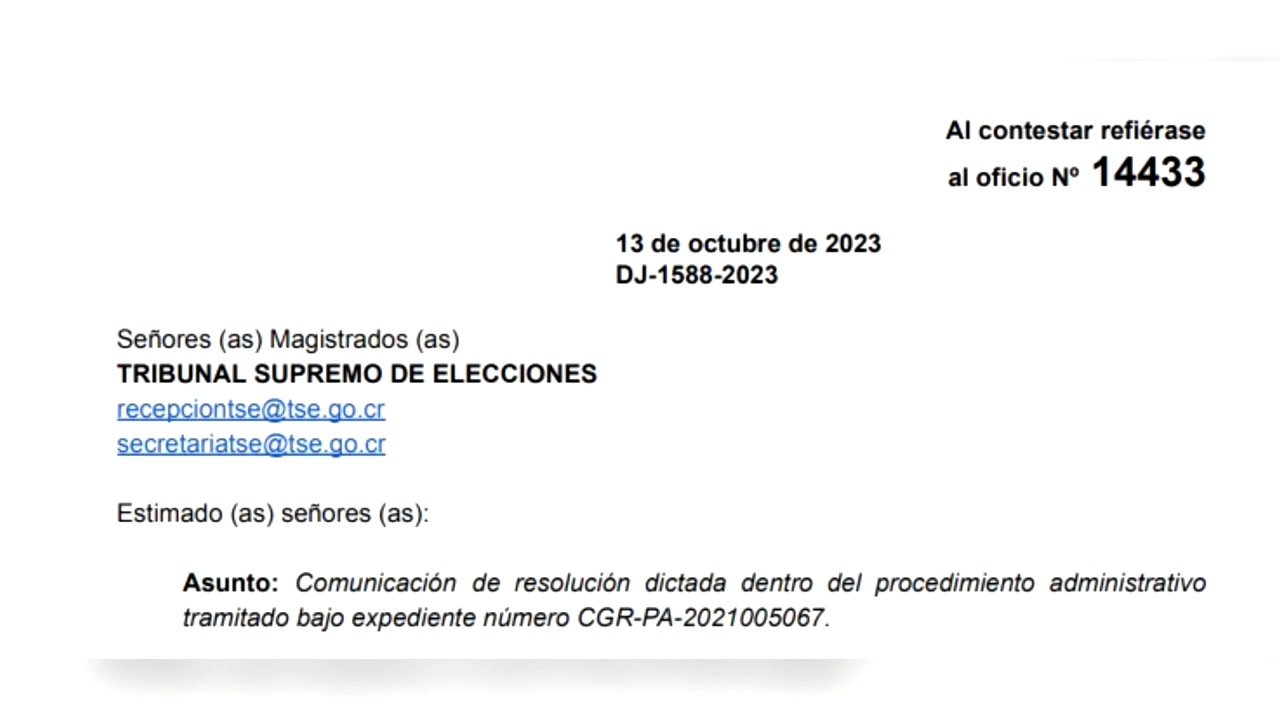 Al contestar refiérase
al oficio Nº 14433
13 de octubre de 2023
DJ-1588-2023
Señores (as) Magistrados (as)
TRIBUNAL SUPREMO DE ELECCIONES
recepciontse@tse.go.cr
secretariatse@tse.go.cr
Estimado (as) señores (as):
Asunto: Comunicación de resolución dictada dentro del procedimiento administrativo
tramitado bajo expediente número CGR-PA-2021005067.